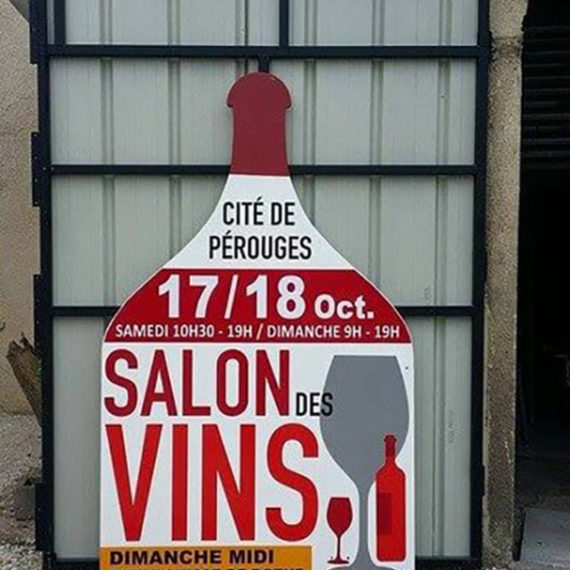 CITÉ DE
PÉROUGES
17/18 Oct.
SAMEDI 10H30 - 19H / DIMANCHE 9H - 19H
SALON DES
VINS
DIMANCHE MIDI